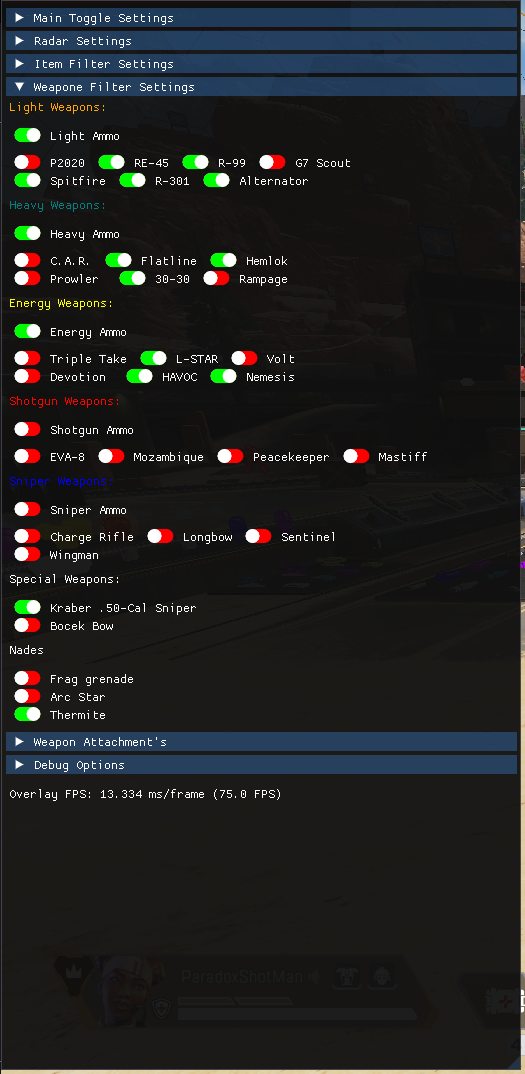 Main Toggle Settings
Radar Settings
Item Filter Settings
Weapone Filter Settings
Light Weapons:
Light Ammo
P2020 RE-45 R-99 G7 Scout
Spitfire R-301 Alternator
Heavy Weapons:
Heavy Ammo
C.A.R. Flatline Hemlok
Prowler 30-30 Rampage
Energy Weapons:
Energy Ammo
Triple Take L-STAR Volt
Devotion HAVOC Nemesis
Shotgun Weapons:
Shotgun Ammo
EVA-8 Mozambique Peacekeeper Mastiff
Sniper Weapons:
Sniper Ammo
Charge Rifle Longbow Sentinel
Wingman
Special Weapons:
Kraber .50-Cal Sniper
Bocek Bow
Nades
Frag grenade
Arc Star
Thermite
Weapon Attachment's
Debug Options
Overlay FPS: 13.334 ms/frame (75.0 FPS)
ParadoxShotMan